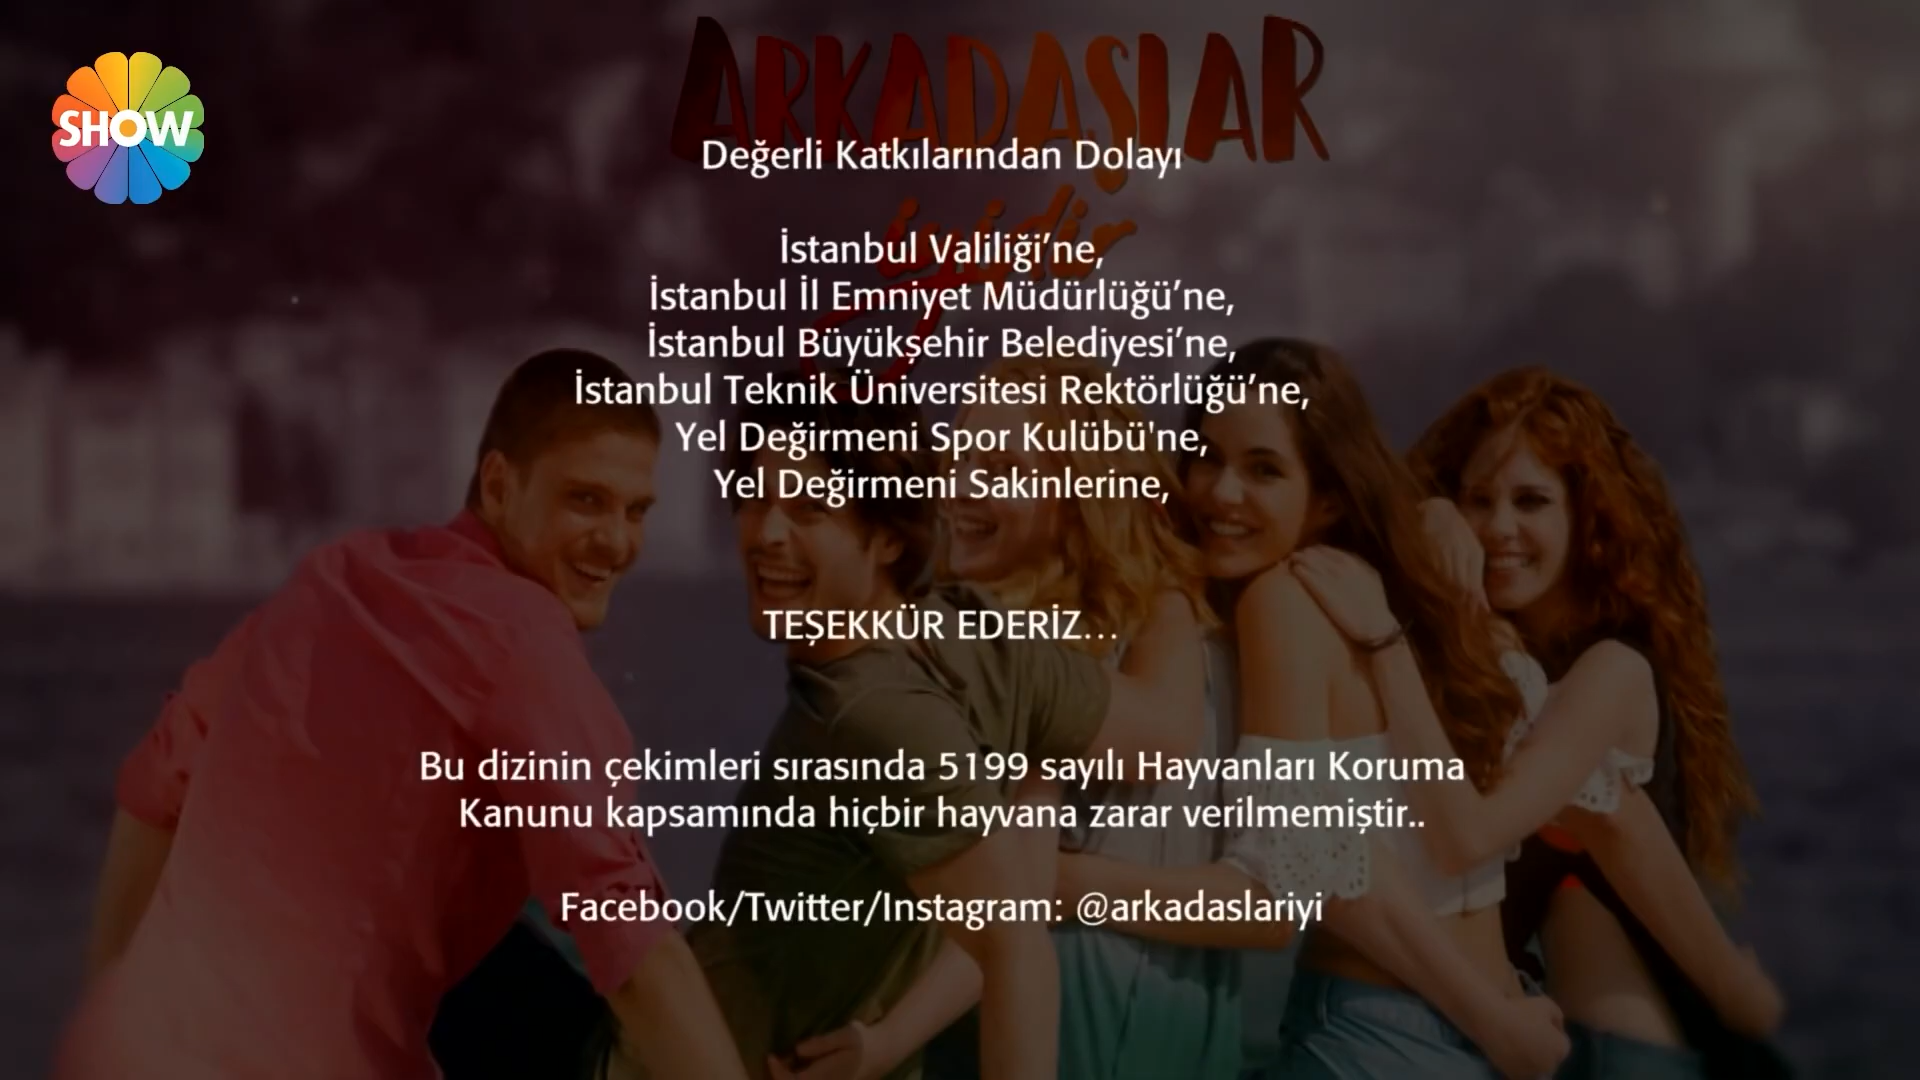 ARKADAŞLAR
iyidir
SHOW
Değerli Katkılarından Dolayı
İstanbul Valiliği’ne,
İstanbul İl Emniyet Müdürlüğü’ne,
İstanbul Büyükşehir Belediyesi’ne,
İstanbul Teknik Üniversitesi Rektörlüğü’ne,
Yel Değirmeni Spor Kulübü'ne,
Yel Değirmeni Sakinlerine,
TEŞEKKÜR EDERİZ...
Bu dizinin çekimleri sırasında 5199 sayılı Hayvanları Koruma
Kanunu kapsamında hiçbir hayvana zarar verilmemiştir..
Facebook/Twitter/Instagram: @arkadaslariyi